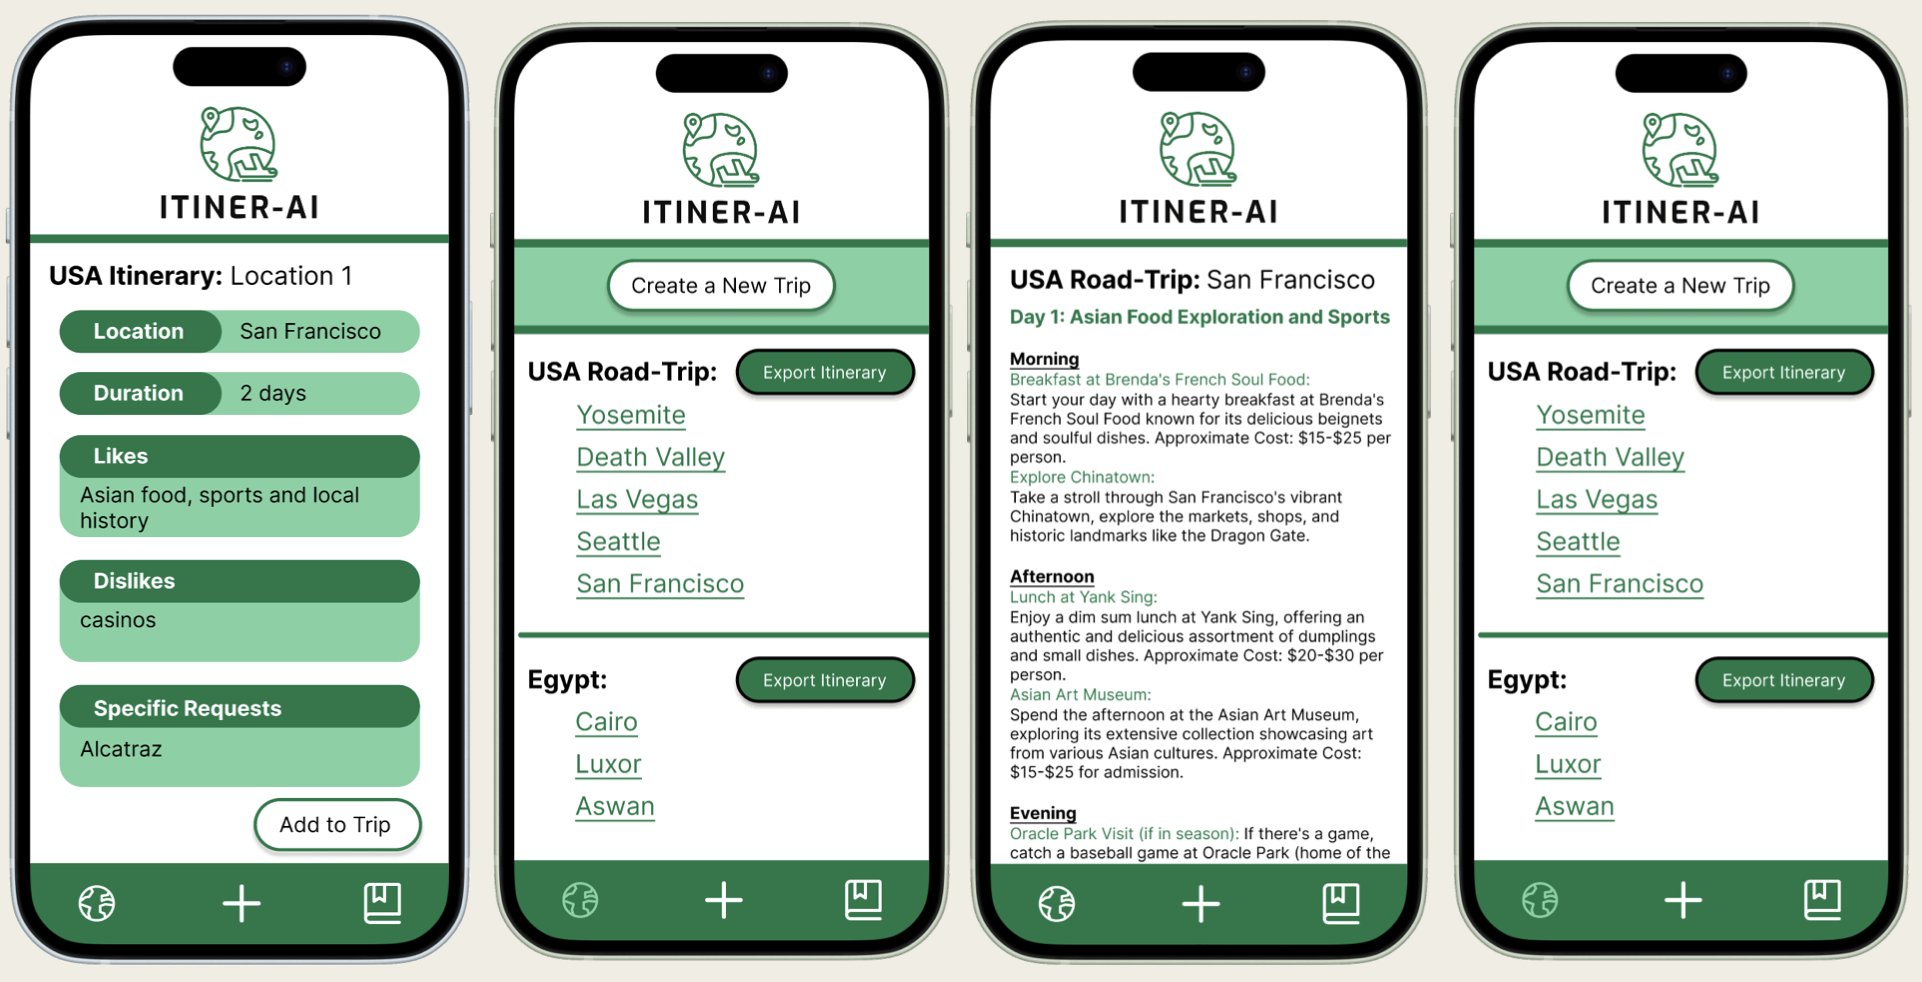 ITINER-AI
USA Itinerary: Location 1
Location San Francisco
Duration 2 days
Likes
Asian food, sports and local
history
Dislikes
casinos
Specific Requests
Alcatraz
Add to Trip
ITINER-AI
Create a New Trip
USA Road-Trip: Export Itinerary
Yosemite
Death Valley
Las Vegas
Seattle
San Francisco
Egypt: Export Itinerary
Cairo
Luxor
Aswan
ITINER-AI
USA Road-Trip: San Francisco
Day 1: Asian Food Exploration and Sports
Morning
Breakfast at Brenda's French Soul Food:
Start your day with a hearty breakfast at Brenda's
French Soul Food known for its delicious beignets
and soulful dishes. Approximate Cost: $15-$25 per
person.
Explore Chinatown:
Take a stroll through San Francisco's vibrant
Chinatown, explore the markets, shops, and
historic landmarks like the Dragon Gate.
Afternoon
Lunch at Yank Sing:
Enjoy a dim sum lunch at Yank Sing, offering an
authentic and delicious assortment of dumplings
and small dishes. Approximate Cost: $20-$30 per
person.
Asian Art Museum:
Spend the afternoon at the Asian Art Museum,
exploring its extensive collection showcasing art
from various Asian cultures. Approximate Cost:
$15-$25 for admission.
Evening
Oracle Park Visit (if in season): If there's a game,
catch a baseball game at Oracle Park (home of the
ITINER-AI
Create a New Trip
USA Road-Trip: Export Itinerary
Yosemite
Death Valley
Las Vegas
Seattle
San Francisco
Egypt: Export Itinerary
Cairo
Luxor
Aswan